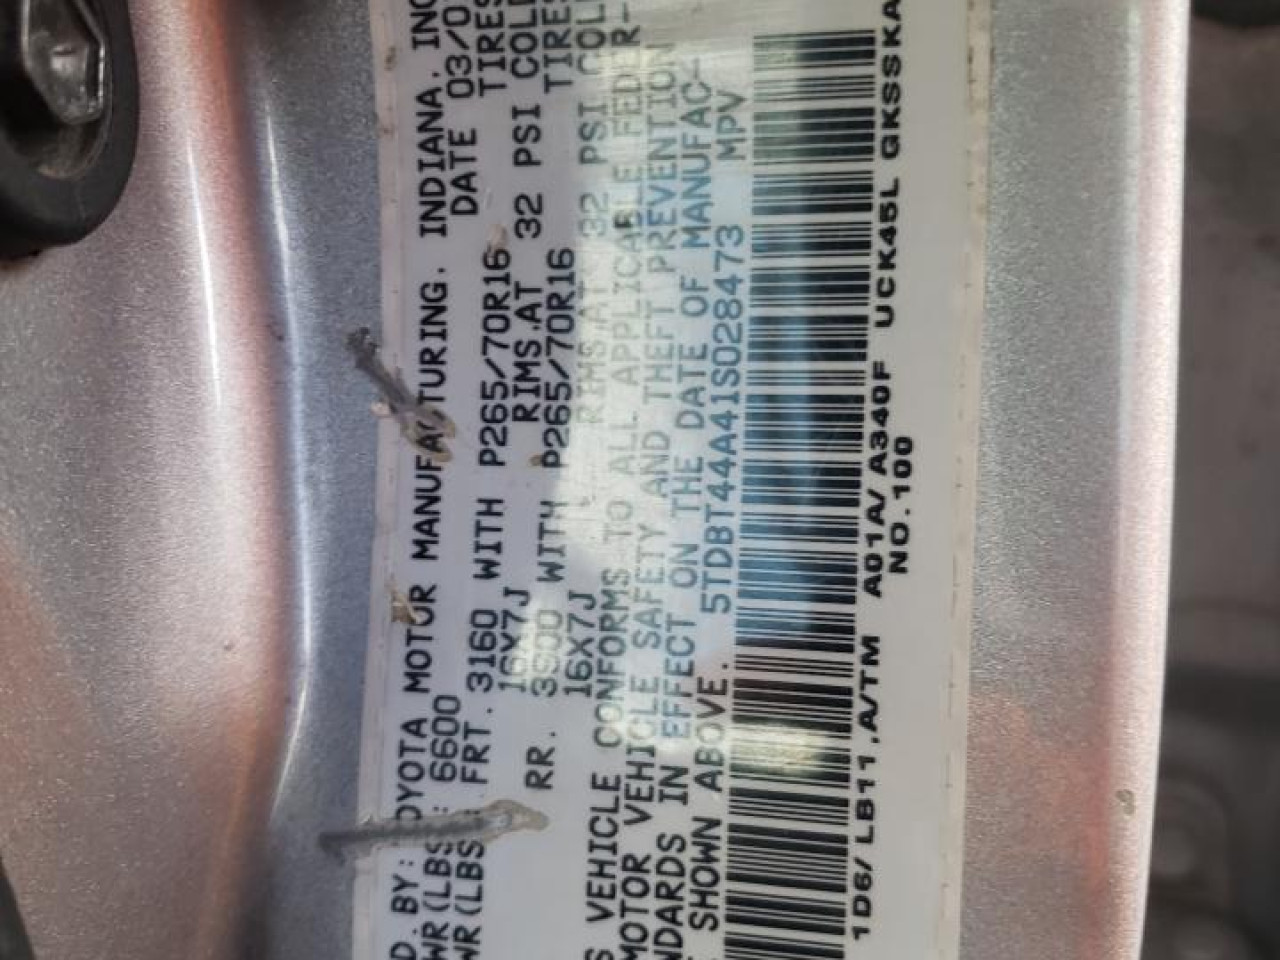 D. BY: TOYOTA MOTOR MANUFACTURING. INDIANA. INC
WR(LBS: 6600 DATE 03/0
WR(LBS: FRT. 3160 WITH P265/70R16 TIRES
16X7J RIMS.AT 32 PSI COLD
RR. 3900 WITH P265/70R16 TIRES
16X7J RIMS AT 32 PSI COLD
S VEHICLE CONFORMS TO ALL APPLICABLE FEDER-
MOTOR VEHICLE SAFETY AND THEFT PREVENTION
NDARDS IN EFFECT ON THE DATE OF MANUFAC-
SHOWN ABOVE. 5TDBT44A41S028473 MPV
1D6/LB11,A/TM A01A/A340F UCK45L GKSSKA
NO.100